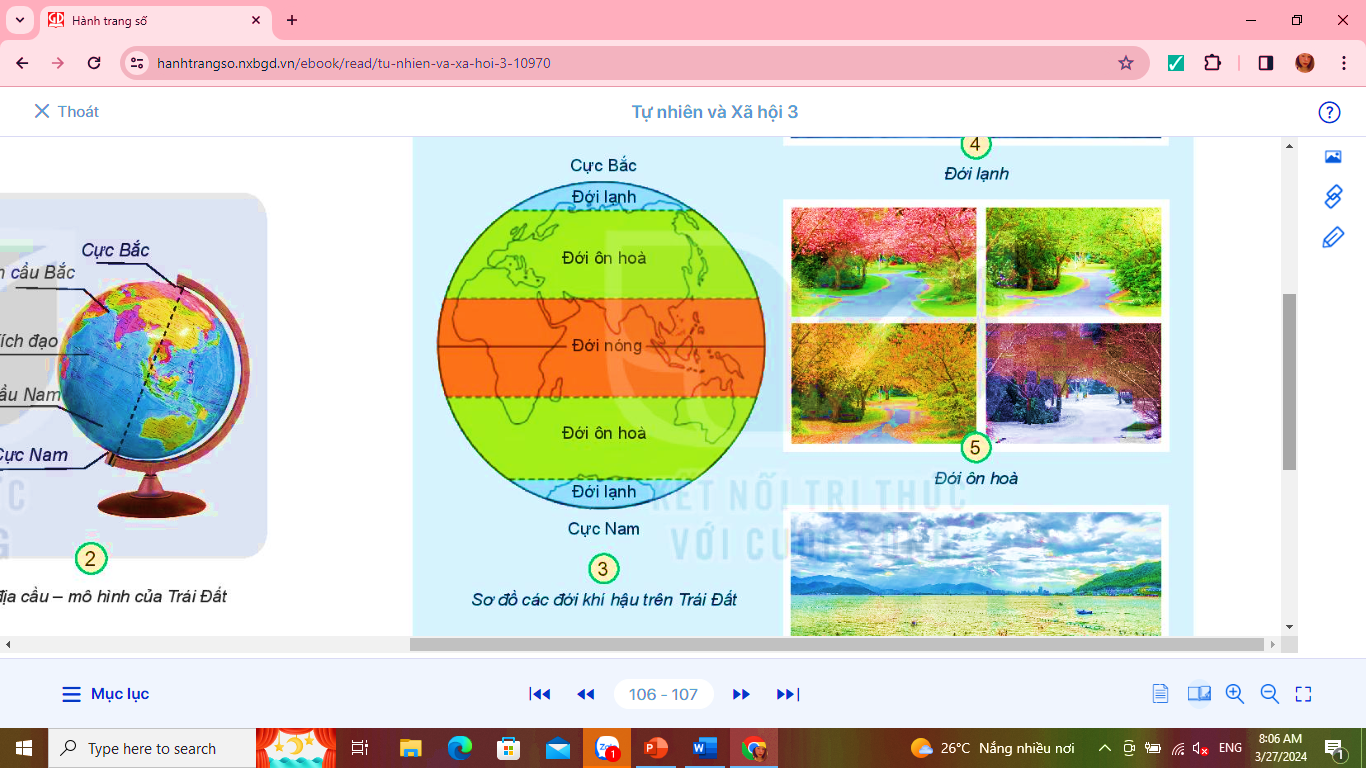 Hành trang số
hanhtrangso.nxbgd.vn/ebook/read/tu-nhien-va-xa-hoi-3-10970
Thoát
Tự nhiên và Xã hội 3
Cực Bắc
n cầu Bắc
ích đạo
ầu Nam
Cực Nam
2
địa cầu – mô hình của Trái Đất
Cực Bắc
Đới lạnh
Đới ôn hoà
Đới nóng
Đới ôn hoà
Đới lạnh
Cực Nam
3
Sơ đồ các đới khí hậu trên Trái Đất
4
Đới lạnh
5
Đới ôn hoà
KẾT NỐI TRI THỨC
VỚI CUỘC SỐNG
Mục lục
106 - 107
Type here to search
26°C Nắng nhiều nơi
ENG
8:06 AM
3/27/2024